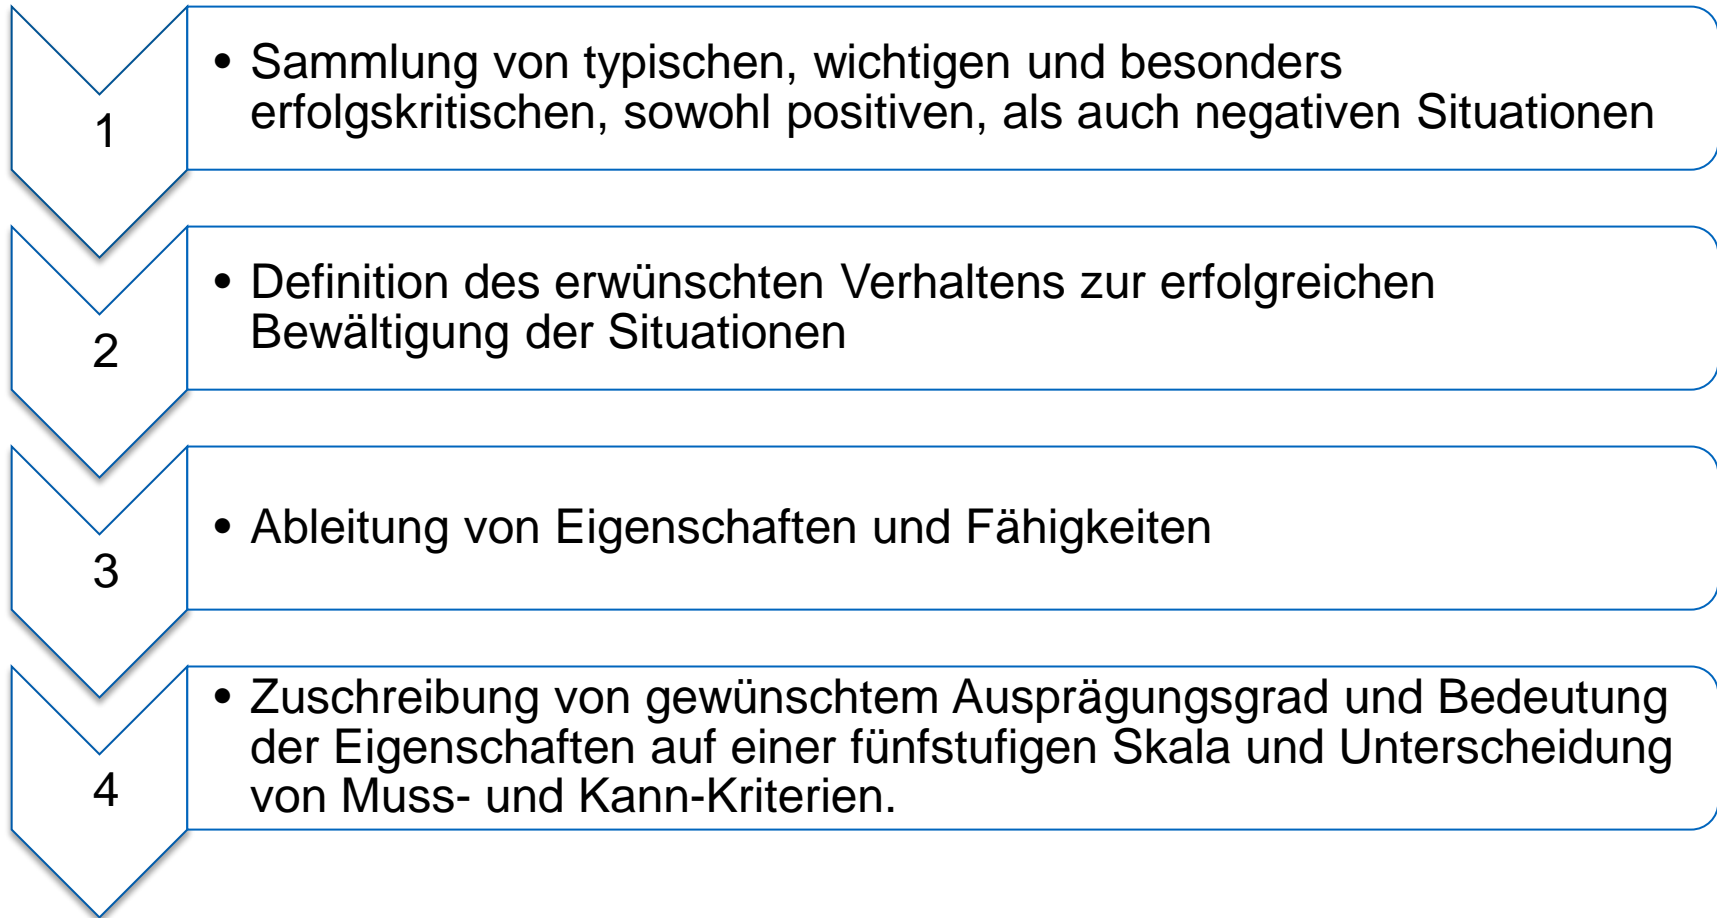 1
• Sammlung von typischen, wichtigen und besonders
erfolgskritischen, sowohl positiven, als auch negativen Situationen
2
• Definition des erwünschten Verhaltens zur erfolgreichen
Bewältigung der Situationen
3
• Ableitung von Eigenschaften und Fähigkeiten
4
• Zuschreibung von gewünschtem Ausprägungsgrad und Bedeutung
der Eigenschaften auf einer fünfstufigen Skala und Unterscheidung
von Muss- und Kann-Kriterien.